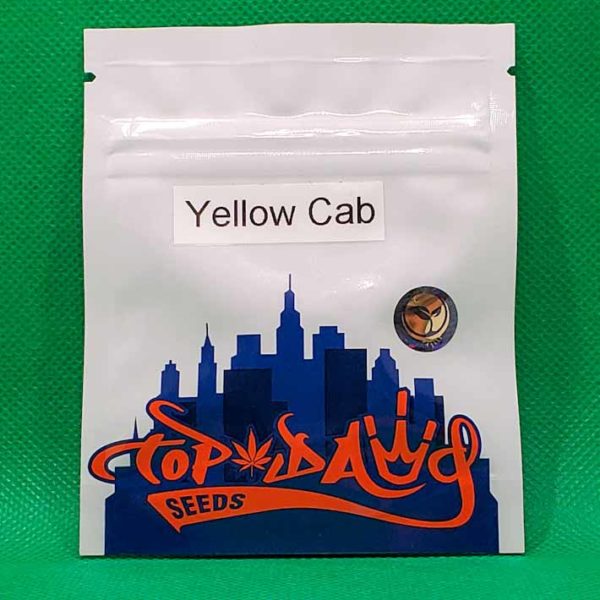 Yellow Cab
TOP DAWG
SEEDS